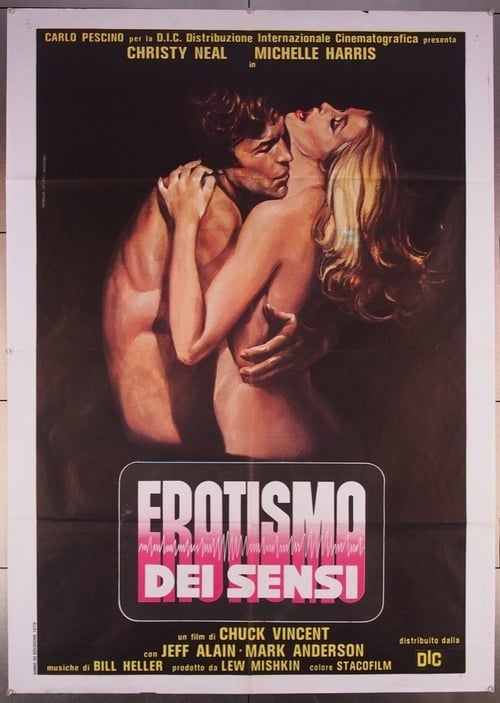 CARLO PESCINO per la D.I.C. Distribuzione Internazionale Cinematografica presenta
CHRISTY NEAL MICHELLE HARRIS
in
EROTISMO
DEI SENSI
un film di CHUCK VINCENT
con JEFF ALAIN · MARK ANDERSON
musiche di BILL HELLER prodotto da LEW MISHKIN colore STACOFILM
distribuito dalla
DIC